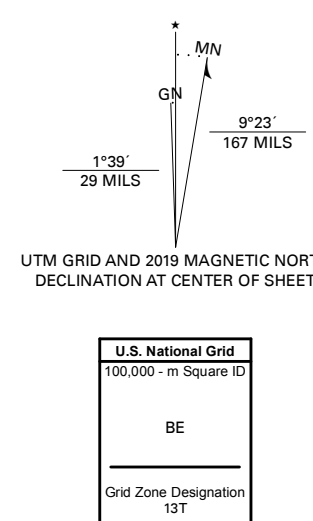 ★
MN
GN
9°23´
167 MILS
1°39´
29 MILS
UTM GRID AND 2019 MAGNETIC NORT
DECLINATION AT CENTER OF SHEET
U.S. National Grid
100,000 - m Square ID
BE
Grid Zone Designation
13T